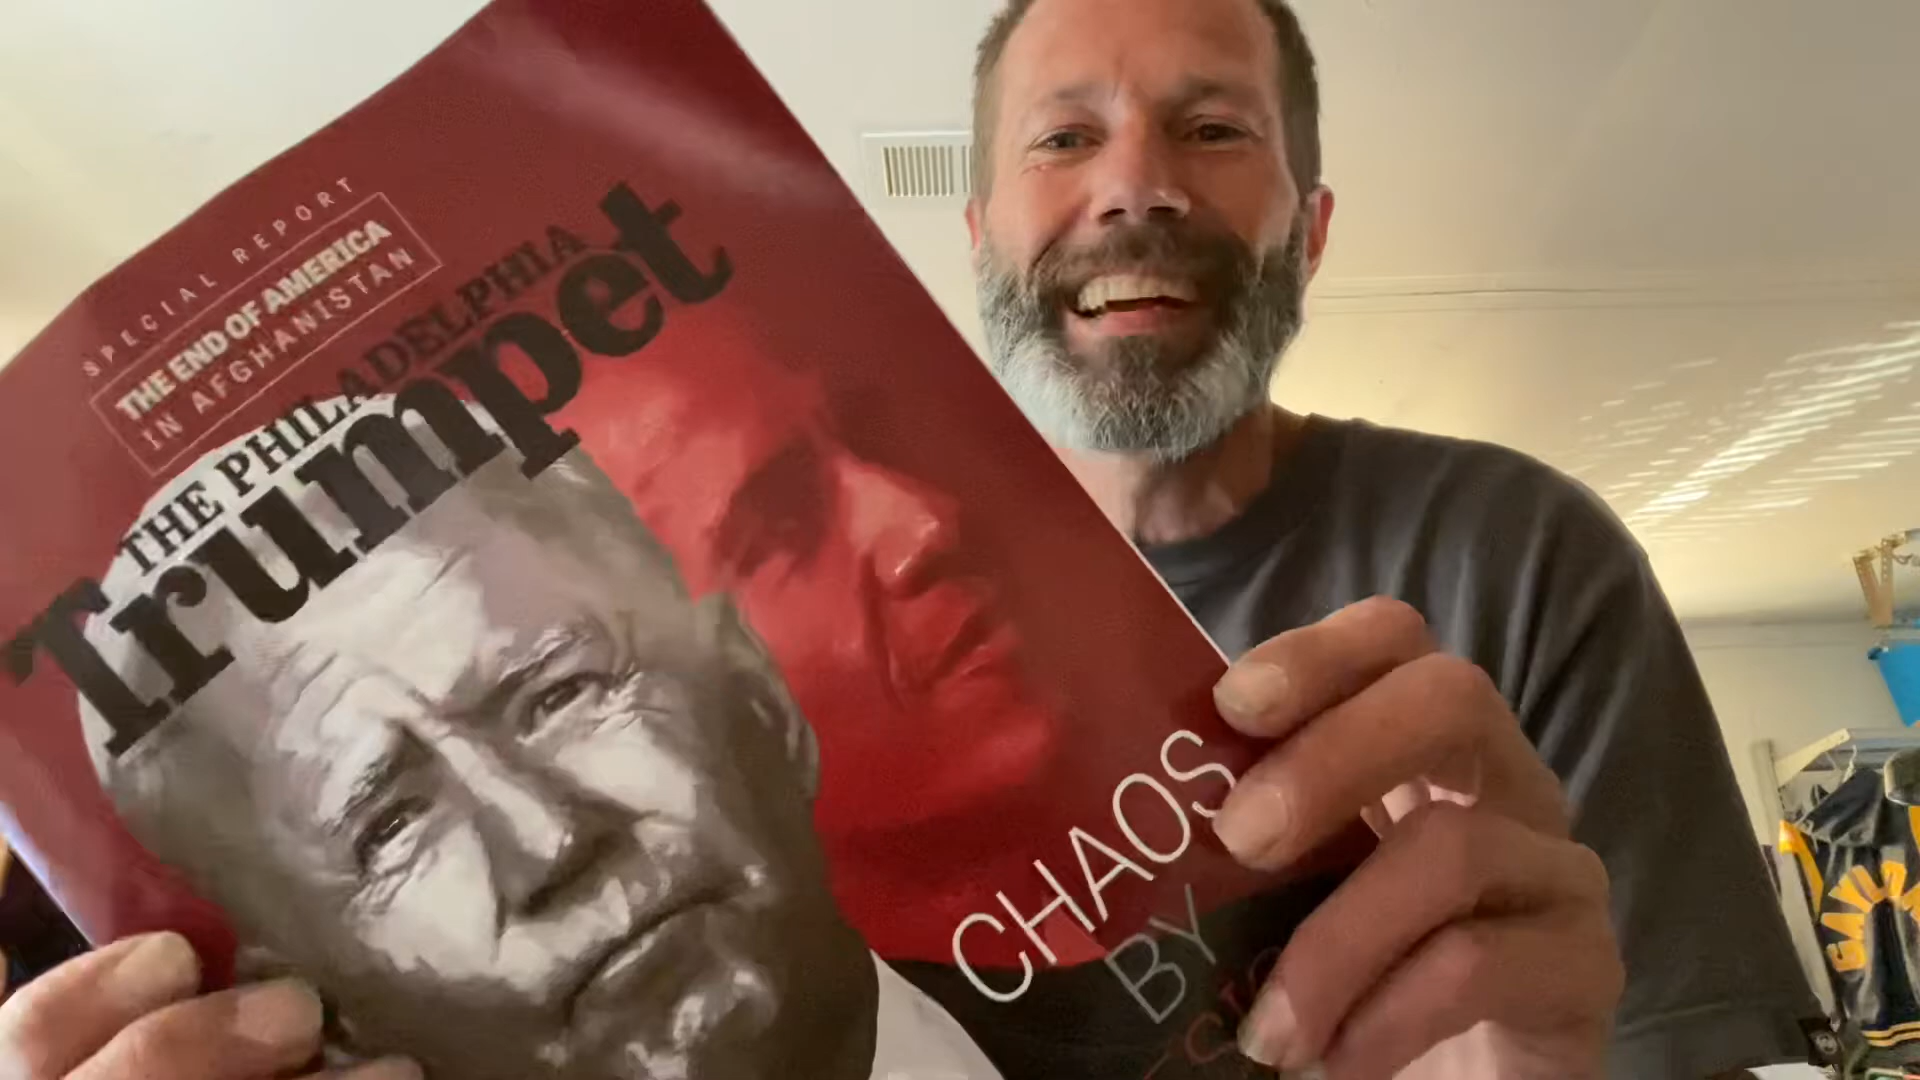 SPECIAL REPORT
THE END OF AMERICA
IN AFGHANISTAN
THE PHILADELPHIA
Trumpet
CHAOS
BY